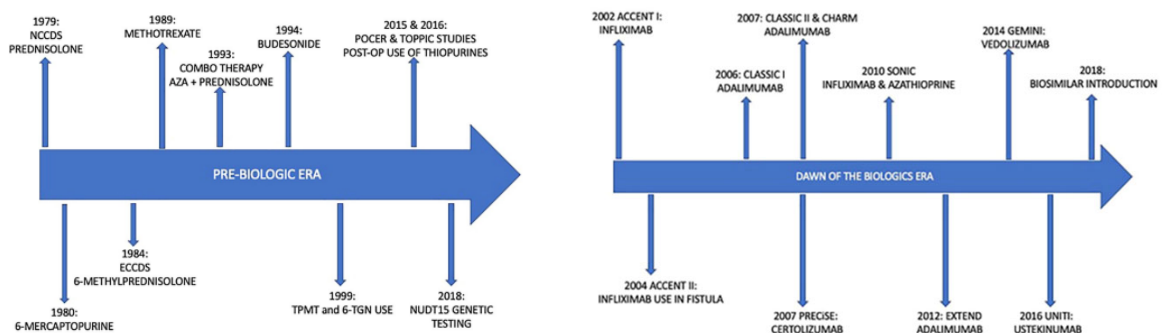 1979:
NCCDS
PREDNISOLONE
1989:
METHOTREXATE
1993:
COMBO THERAPY
AZA + PREDNISOLONE
1994:
BUDESONIDE
2015 & 2016:
POCER & TOPPIC STUDIES
POST-OP USE OF THIOPURINES
PRE-BIOLOGIC ERA
1980:
6-MERCAPTOPURINE
1984:
ECCDS
6-METHYLPREDNISOLONE
1999:
TPMT and 6-TGN USE
2018:
NUDT15 GENETIC
TESTING
2002 ACCENT I:
INFLIXIMAB
2006: CLASSIC I
ADALIMUMAB
2007: CLASSIC II & CHARM
ADALIMUMAB
2010 SONIC
INFLIXIMAB & AZATHIOPRINE
2014 GEMINI:
VEDOLIZUMAB
2018:
BIOSIMILAR INTRODUCTION
DAWN OF THE BIOLOGICS ERA
2004 ACCENT II:
INFLIXIMAB USE IN FISTULA
2007 PRECiSE:
CERTOLIZUMAB
2012: EXTEND
ADALIMUMAB
2016 UNITI:
USTEKINUMAB